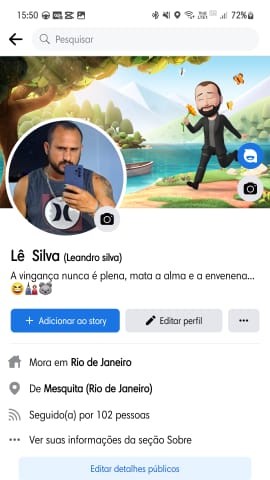 15:50
72%
Pesquisar
Lê Silva (Leandro silva)
A vingança nunca é plena, mata a alma e a envenena...
😆👩‍👩‍👦🐭
+ Adicionar ao story
Editar perfil
...
Mora em Rio de Janeiro
De Mesquita (Rio de Janeiro)
Seguido(a) por 102 pessoas
... Ver suas informações da seção Sobre
Editar detalhes públicos